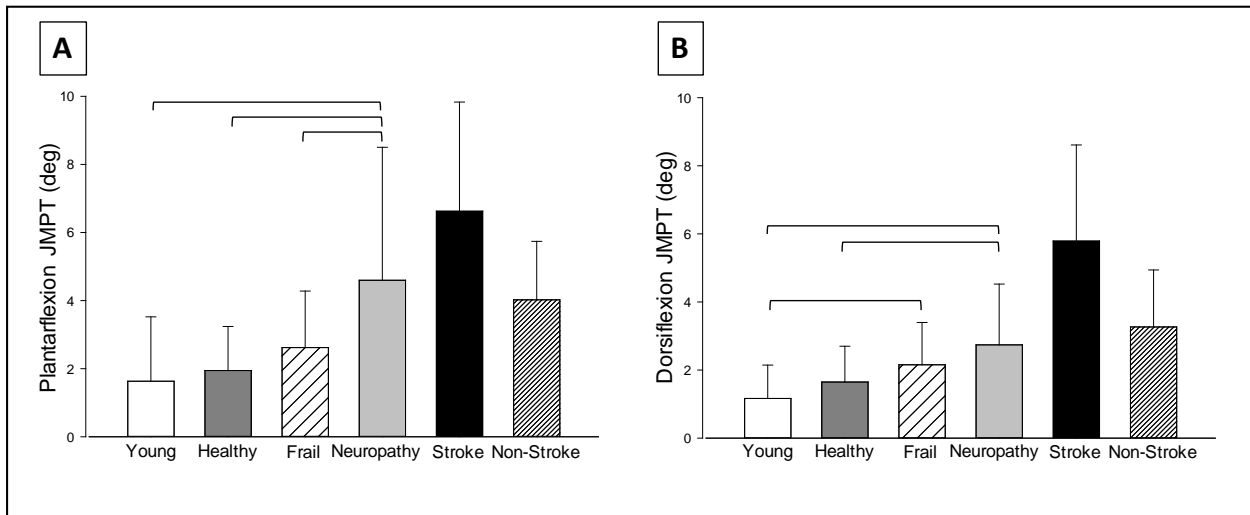 A
Plantarflexion JMPT (deg)
10
8
6
4
2
0
Young Healthy Frail Neuropathy Stroke Non-Stroke
B
Dorsiflexion JMPT (deg)
10
8
6
4
2
0
Young Healthy Frail Neuropathy Stroke Non-Stroke